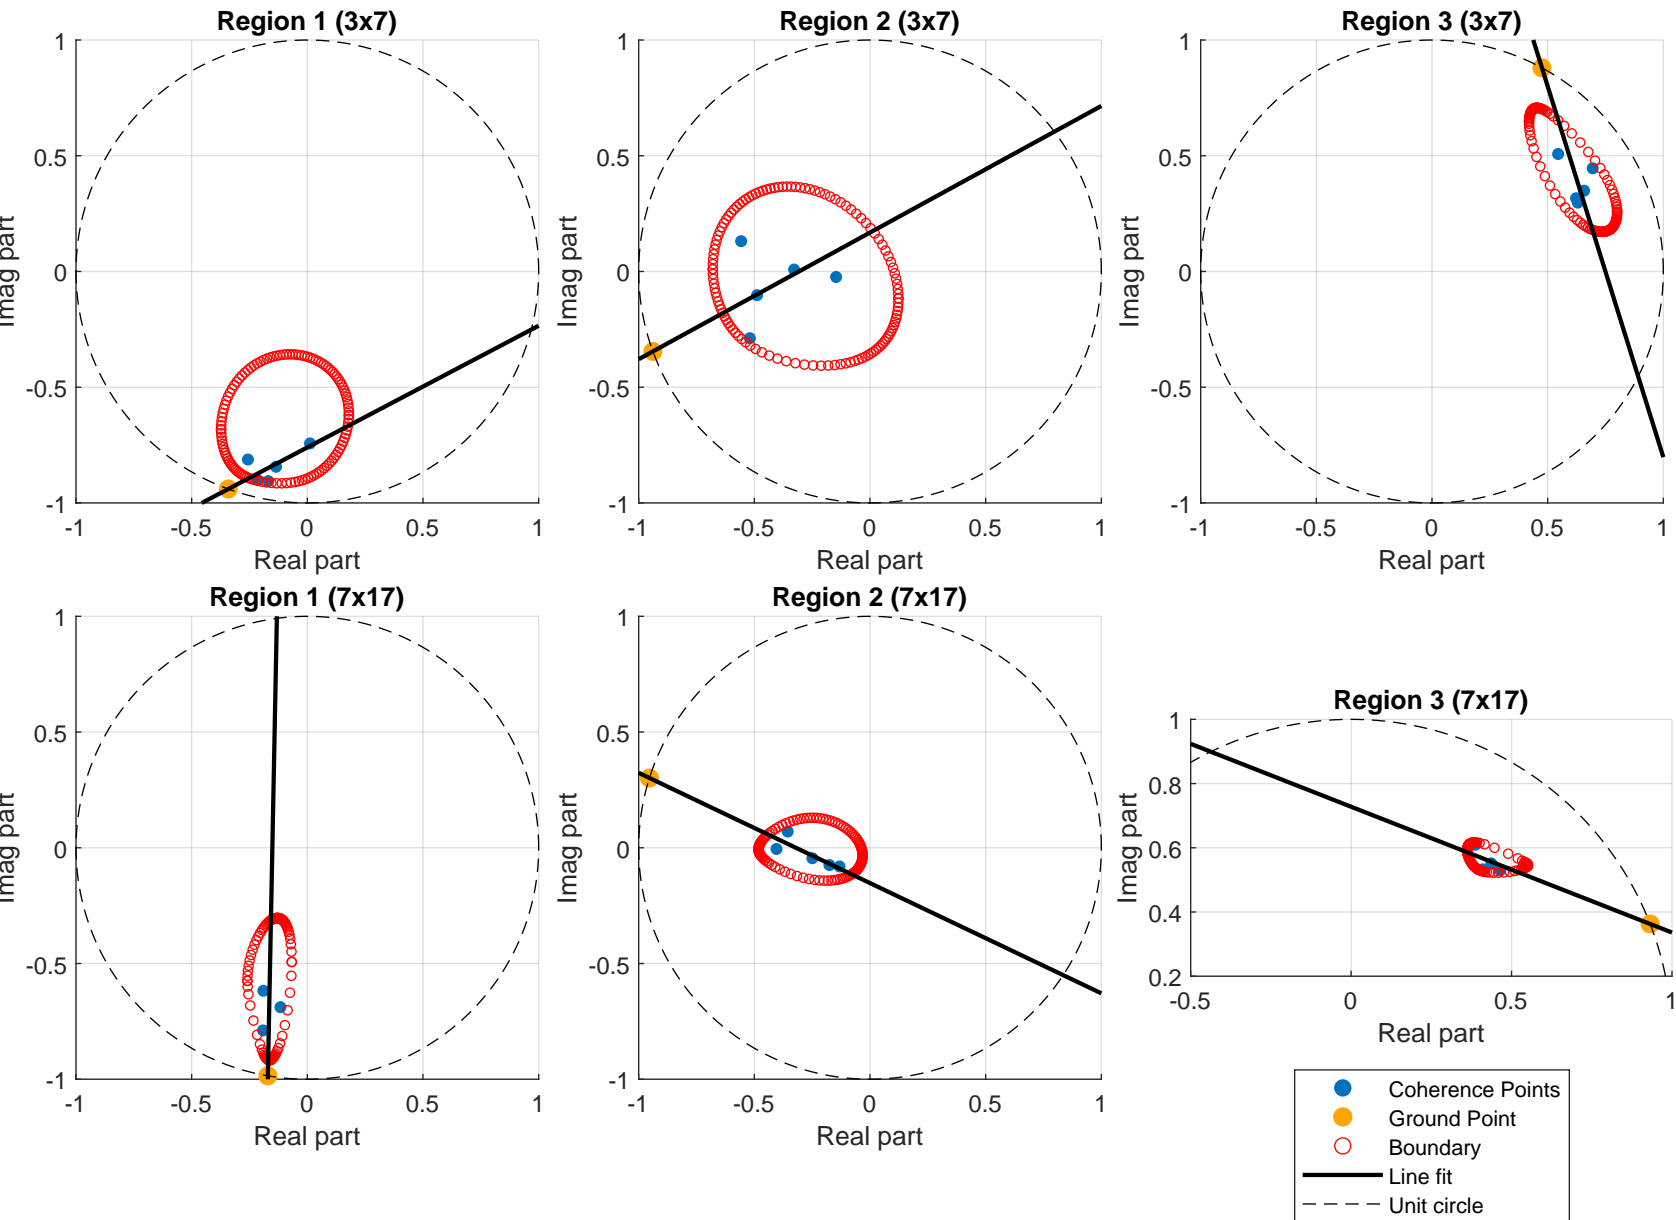 Region 1 (3x7)
1
0.5
0
-0.5
-1
-1
-0.5
0
0.5
1
Real part
Imag part
Region 2 (3x7)
1
0.5
0
-0.5
-1
-1
-0.5
0
0.5
1
Real part
Imag part
Region 3 (3x7)
1
0.5
0
-0.5
-1
-1
-0.5
0
0.5
1
Real part
Imag part
Region 1 (7x17)
1
0.5
0
-0.5
-1
-1
-0.5
0
0.5
1
Real part
Imag part
Region 2 (7x17)
1
0.5
0
-0.5
-1
-1
-0.5
0
0.5
1
Real part
Imag part
Region 3 (7x17)
1
0.8
0.6
0.4
0.2
-0.5
0
0.5
1
Real part
Imag part
Coherence Points
Ground Point
Boundary
Line fit
Unit circle